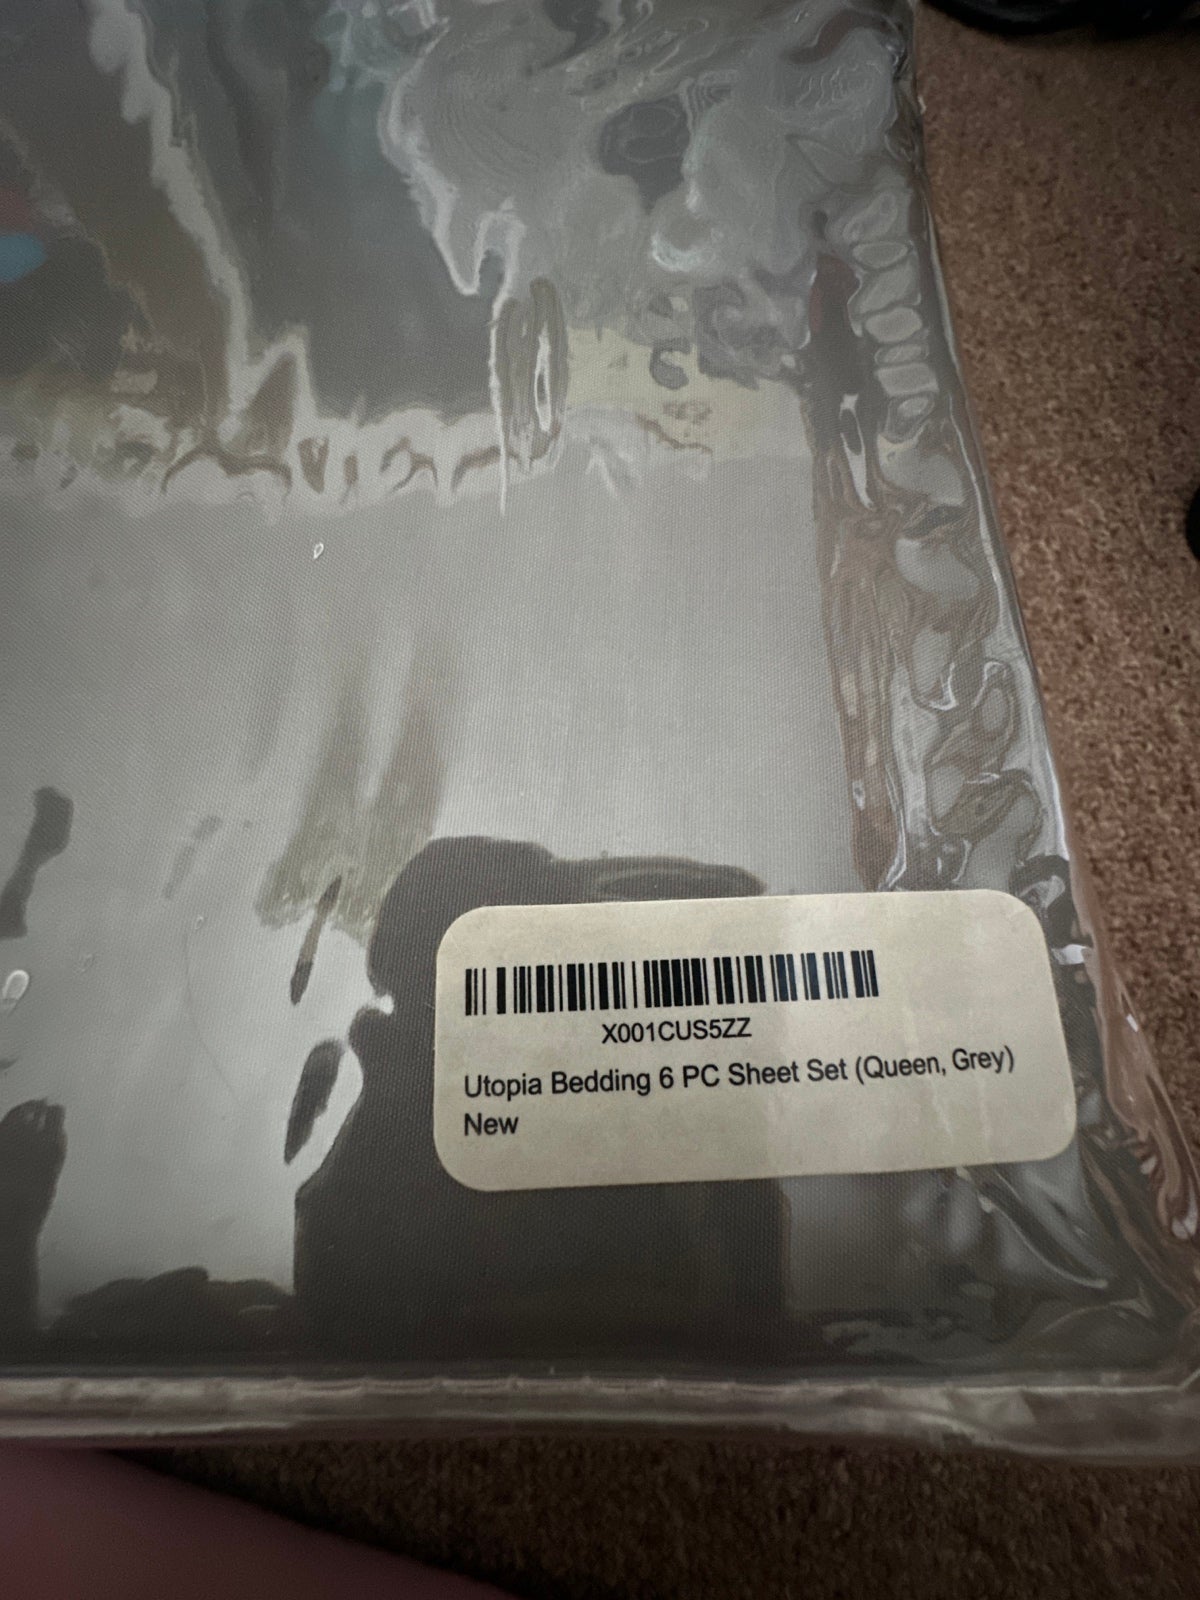 X001CUS5ZZ
Utopia Bedding 6 PC Sheet Set (Queen, Grey)
New